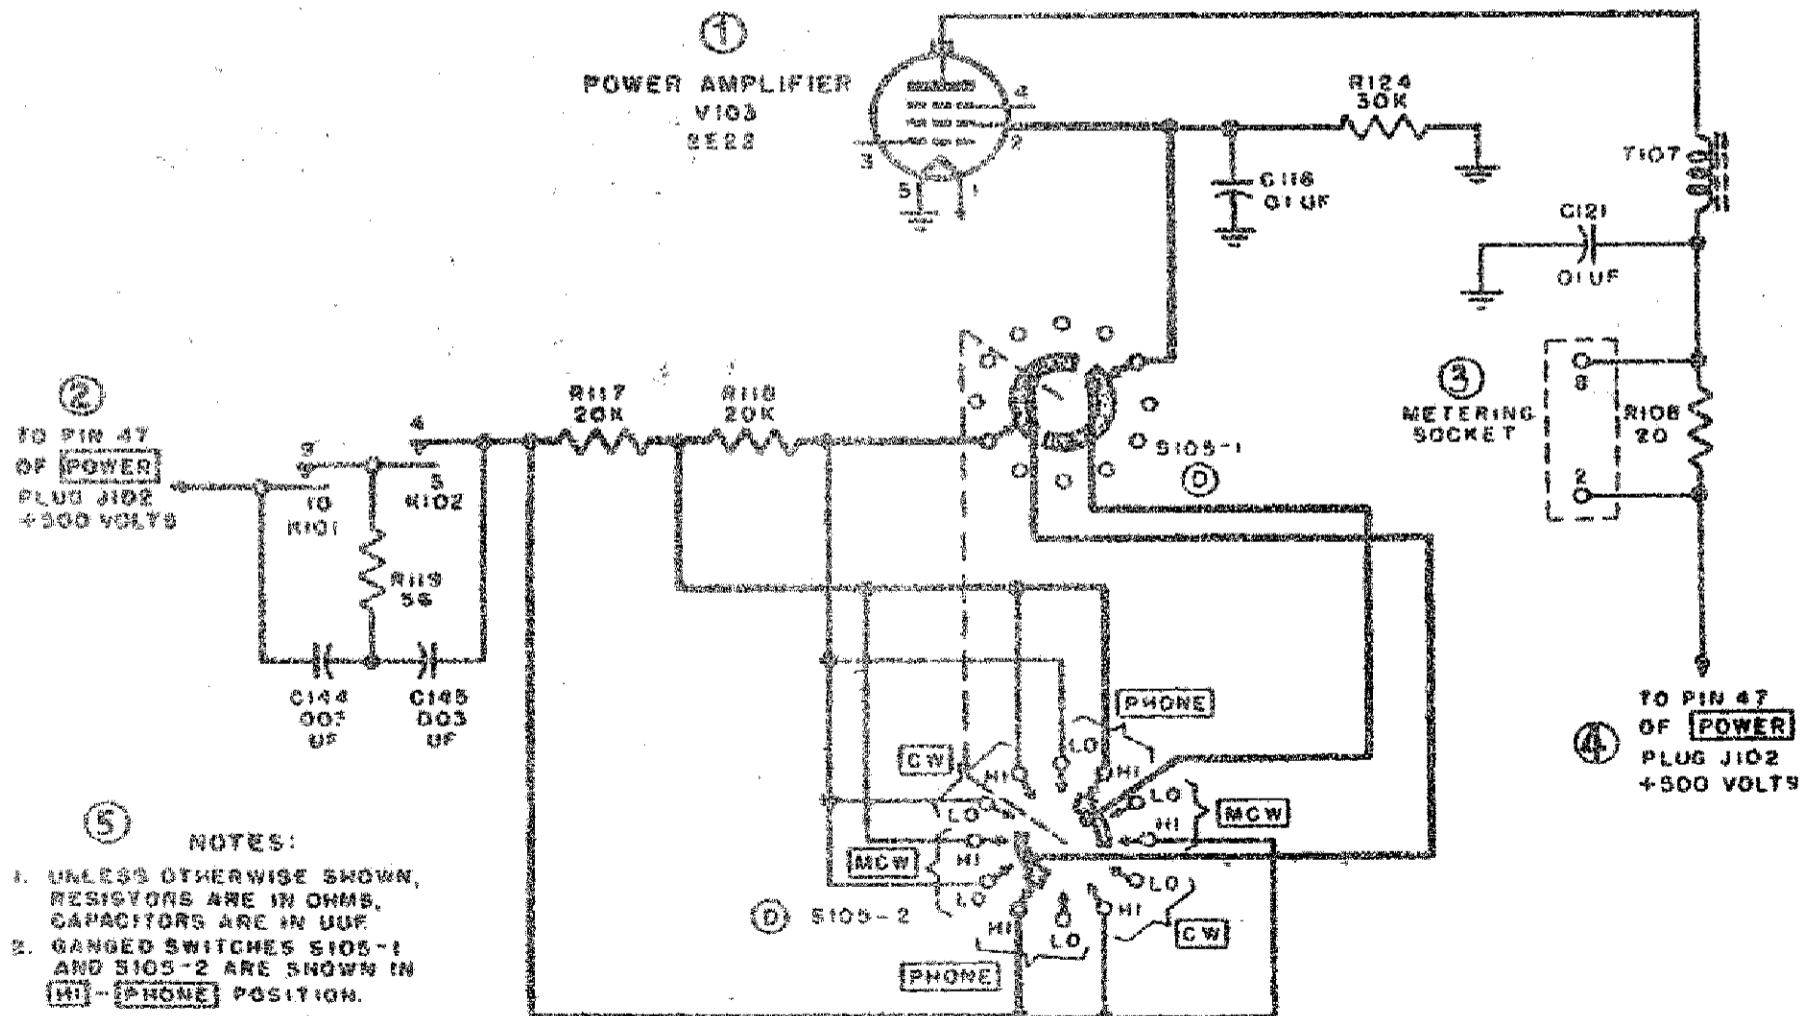 1
POWER AMPLIFIER
V103
2E22
4
2
3
5
1
R124
30K
C116
.01 UF
T107
C121
.01 UF
3
METERING
SOCKET
8
2
R108
20
TO PIN 47
4
OF POWER
PLUG J102
+500 VOLTS
2
TO PIN 47
OF POWER
PLUG J102
+500 VOLTS
9
10
K101
4
5
K102
R119
56
C144
.003
UF
C145
.003
UF
R117
20K
R118
20K
S105-1
D
PHONE
LO
HI
CW
HI
LO
LO
HI
MCW
MCW
HI
LO
LO
HI
CW
D S105-2
HI
LO
PHONE
5
NOTES:
1. UNLESS OTHERWISE SHOWN,
RESISTORS ARE IN OHMS,
CAPACITORS ARE IN UUF.
2. GANGED SWITCHES S105-1
AND S105-2 ARE SHOWN IN
HI-PHONE POSITION.